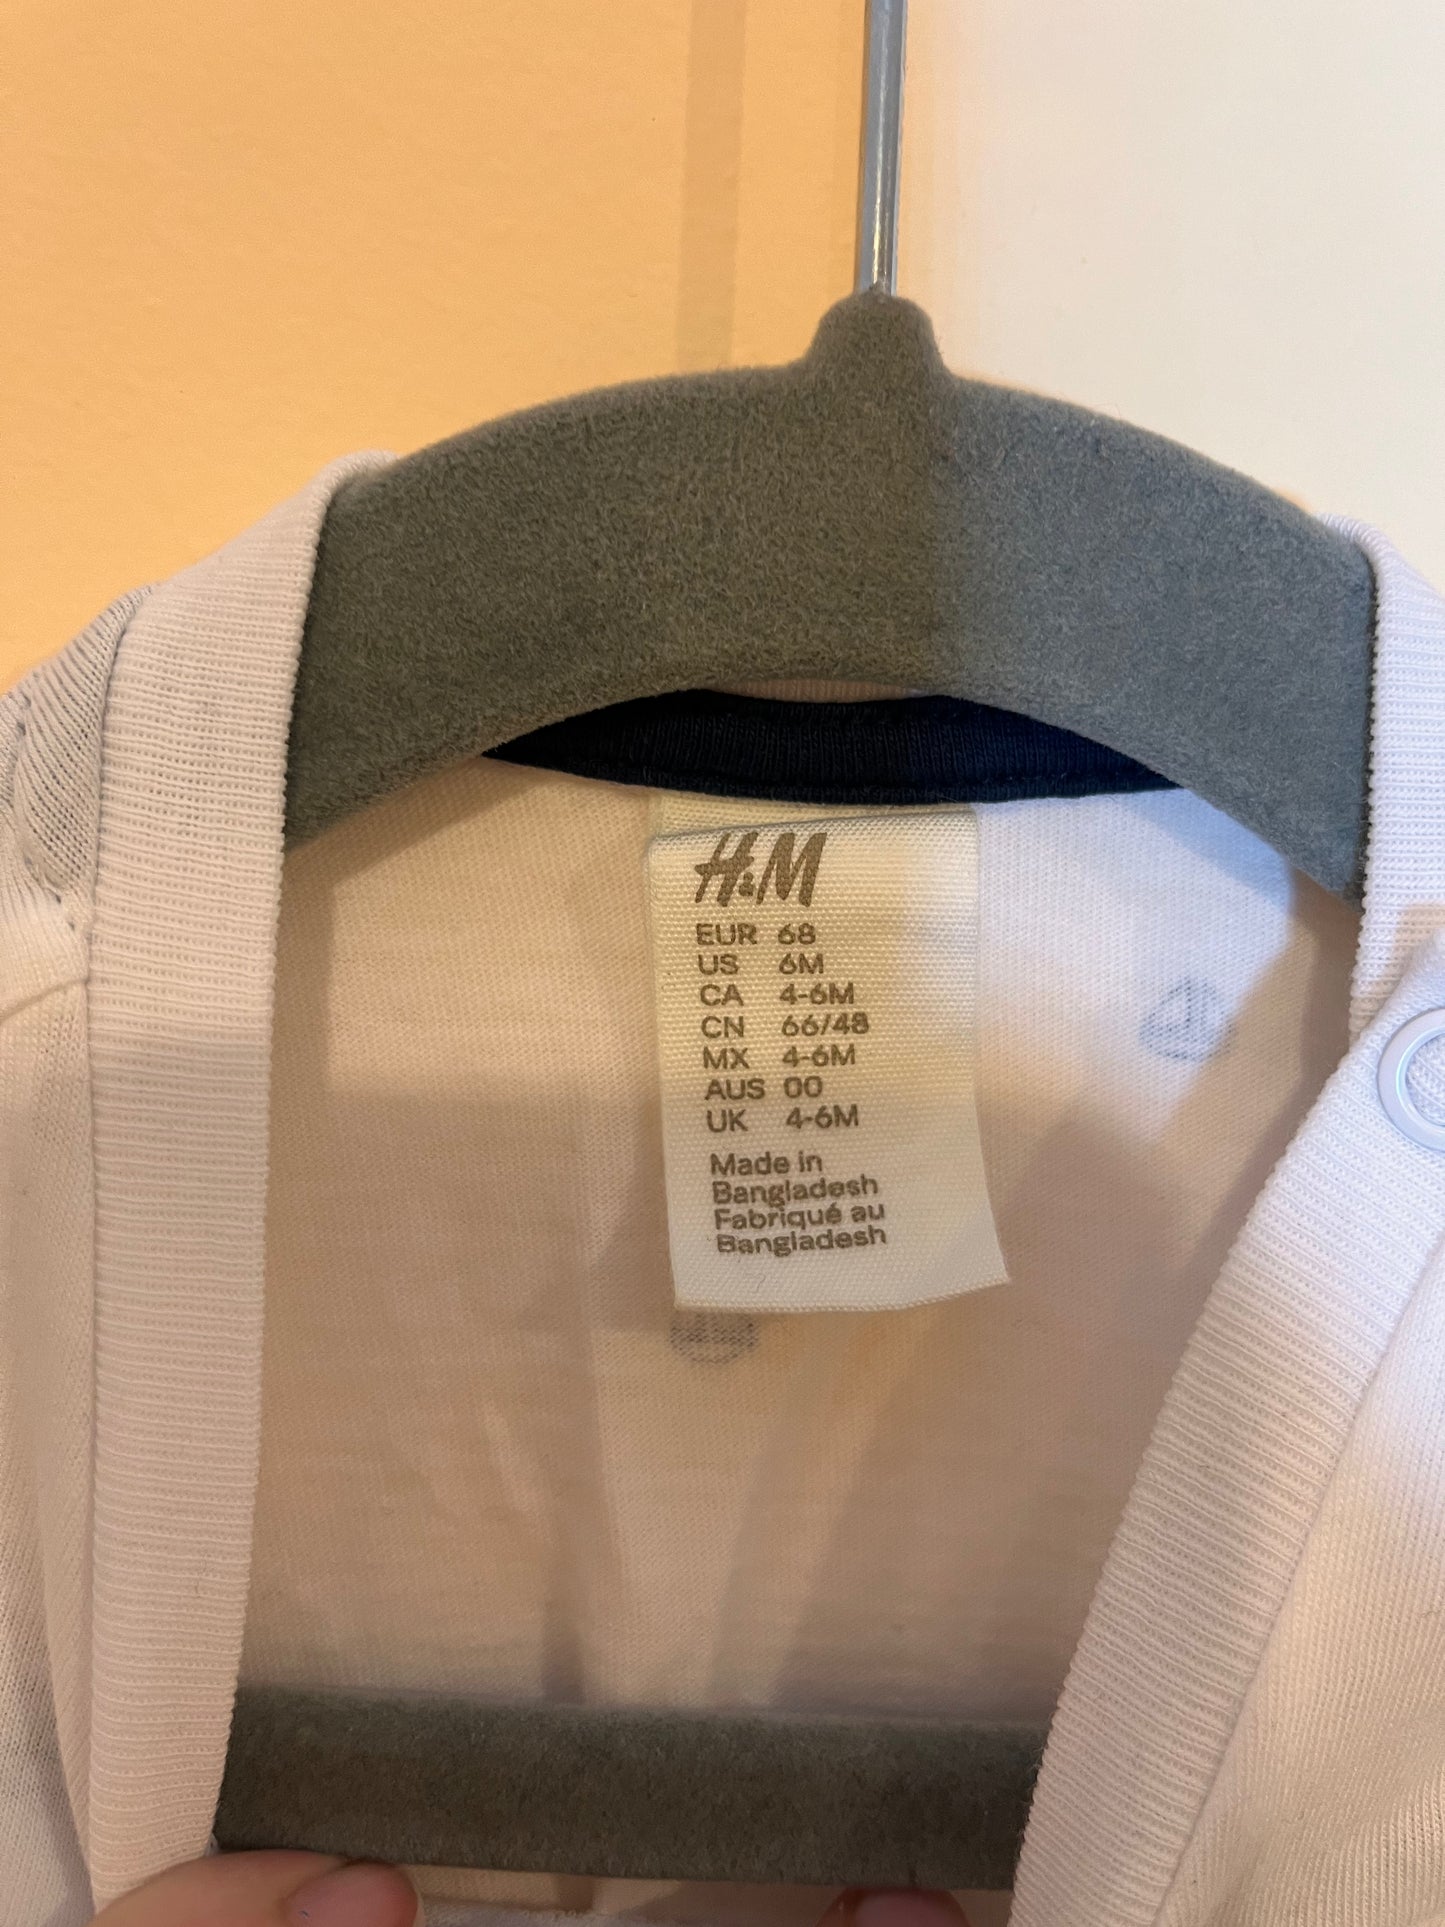 H&M
EUR 68
US 6M
CA 4-6M
CN 66/48
MX 4-6M
AUS 00
UK 4-6M
Made in
Bangladesh
Fabriqué au
Bangladesh